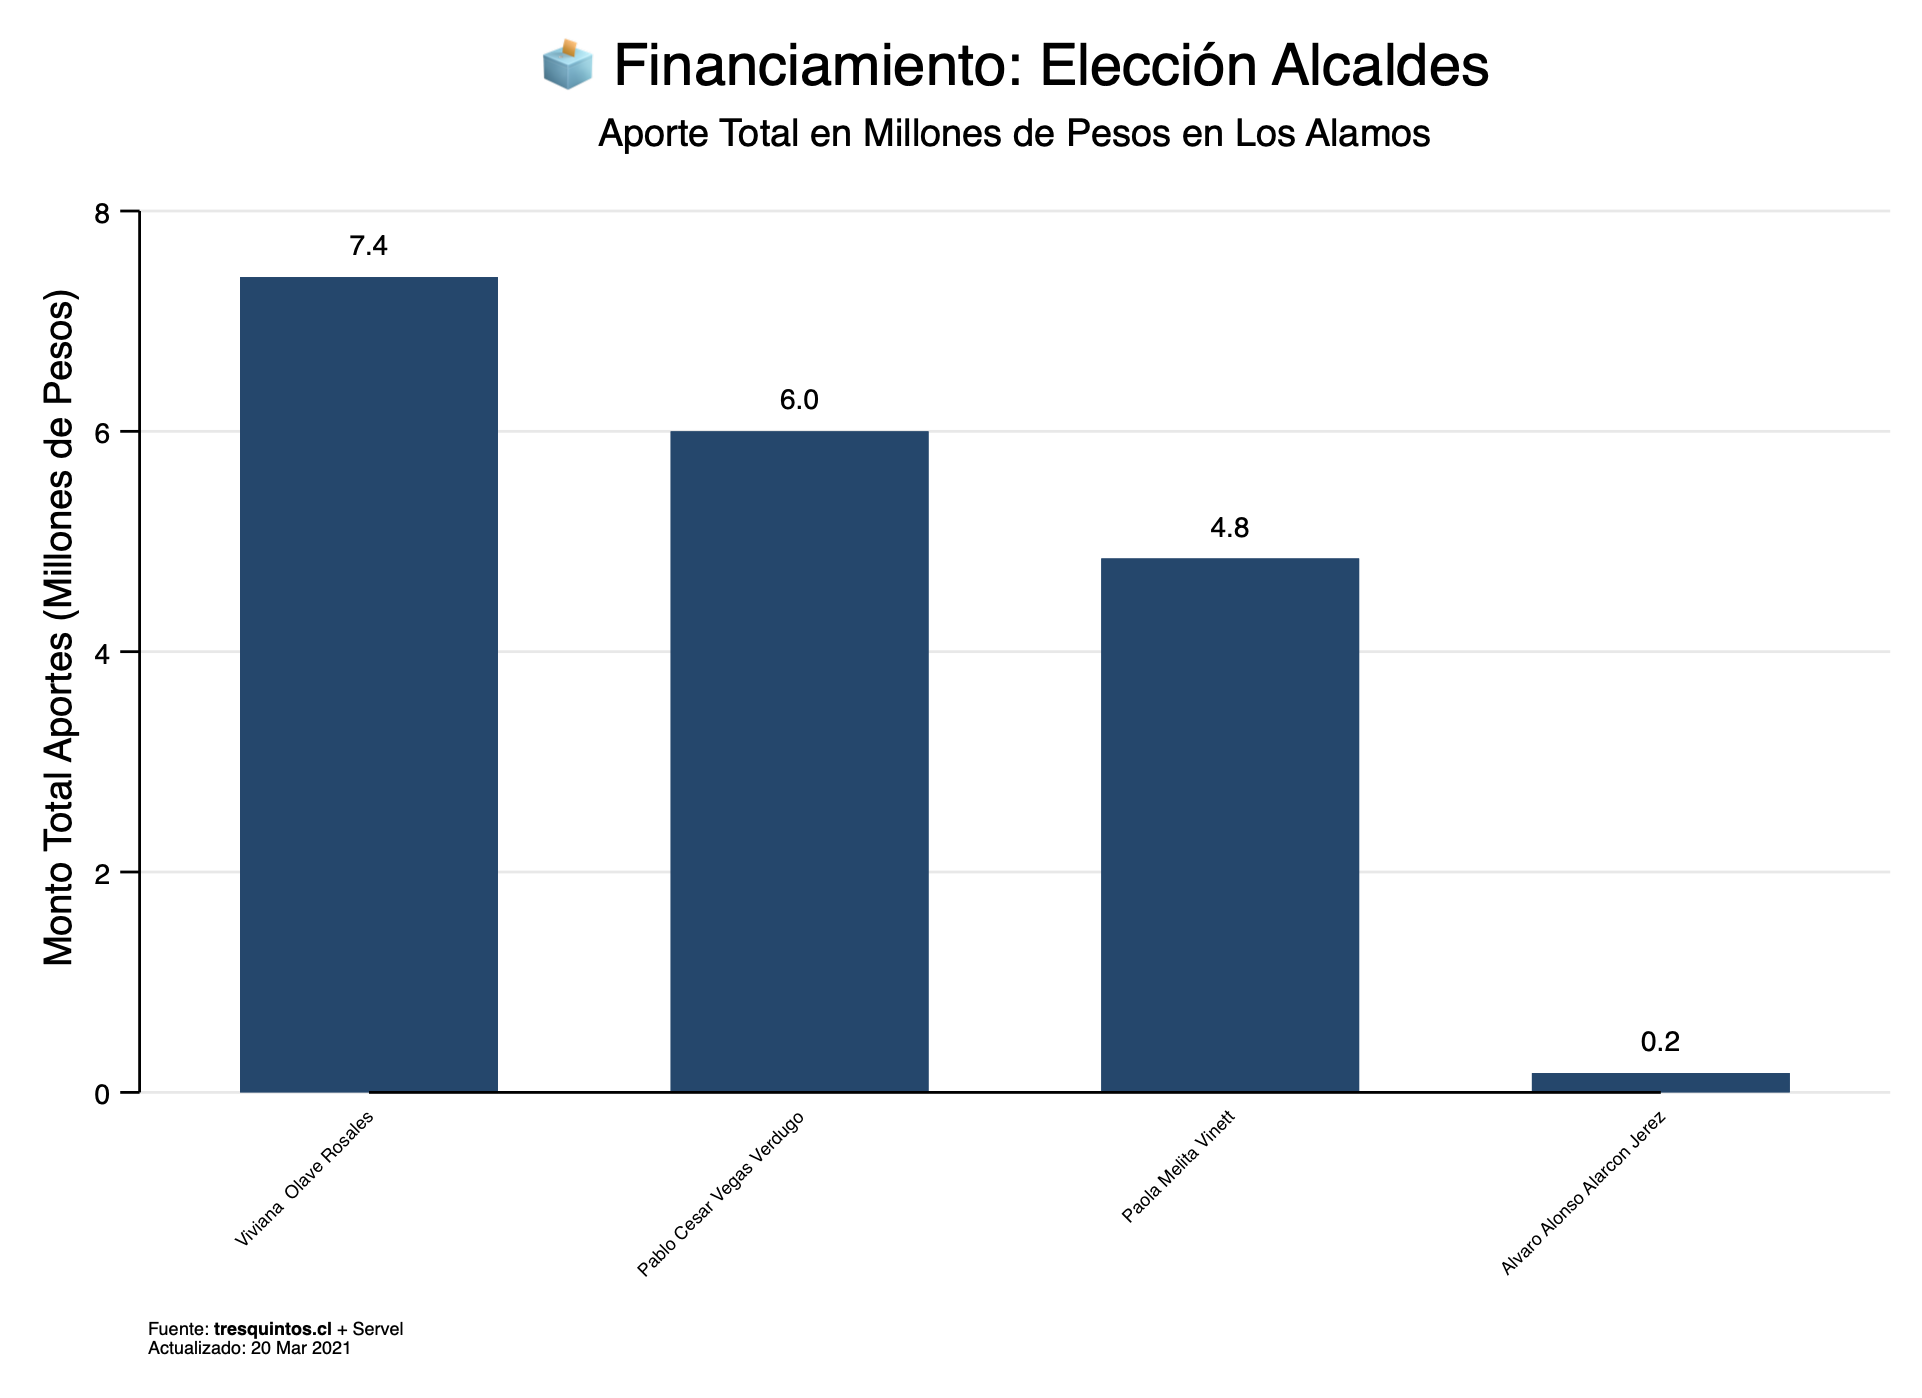 Financiamiento: Elección Alcaldes
Aporte Total en Millones de Pesos en Los Alamos
Monto Total Aportes (Millones de Pesos)
8
6
4
2
0
7.4
6.0
4.8
0.2
Viviana  Olave Rosales
Pablo Cesar Vegas Verdugo
Paola Melita Vinett
Alvaro Alonso Alarcon Jerez
Fuente: tresquintos.cl + Servel
Actualizado: 20 Mar 2021